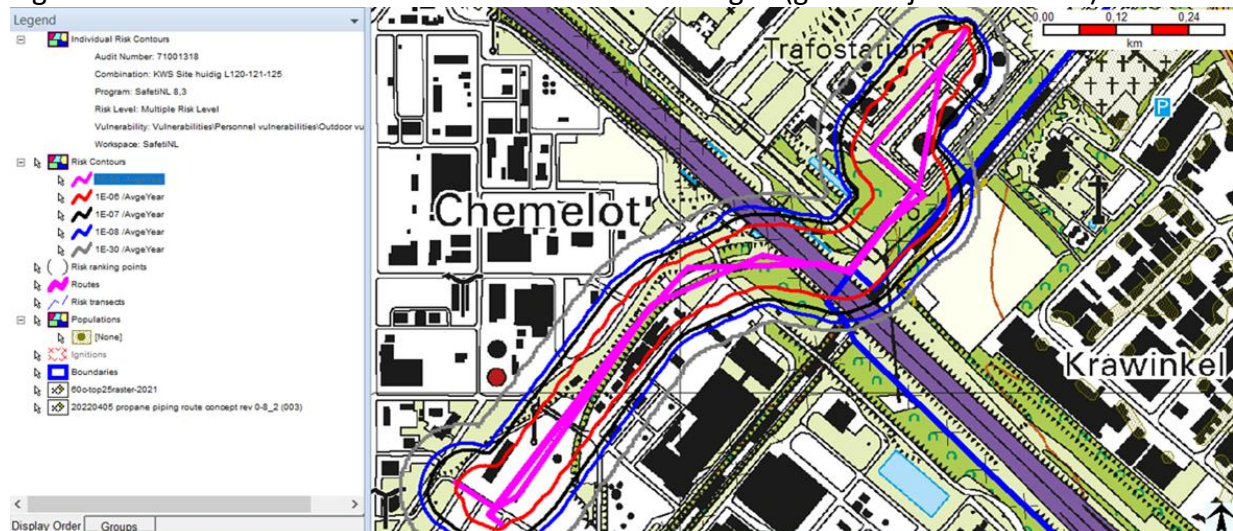 Legend
Individual Risk Contours
Audit Number: 71001318
Combination: KWS Site huidig L120-121-125
Program: SafetiNL 8,3
Risk Level: Multiple Risk Level
Vulnerability: Vulnerabilities\Personnel vulnerabilities\Outdoor vu
Workspace: SafetiNL
Risk Contours
1E-06 /AvgeYear
1E-07 /AvgeYear
1E-08 /AvgeYear
1E-30 /AvgeYear
Risk ranking points
Routes
Risk transects
Populations
[None]
Ignitions
Boundaries
60o-top25raster-2021
20220405 propane piping route concept rev 0-8_2 (003)
Display Order
Groups
0,00 0,12 0,24
km
Trafostation
P
Chemelot
Krawinkel